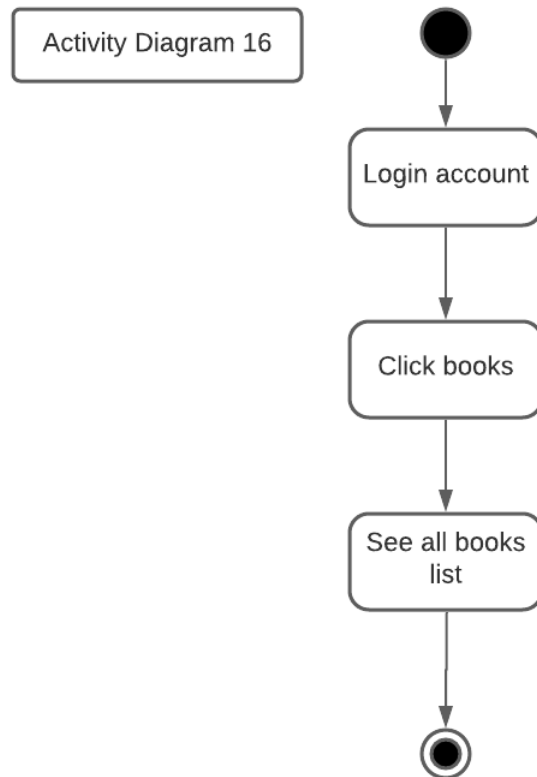 Activity Diagram 16
Login account
Click books
See all books
list